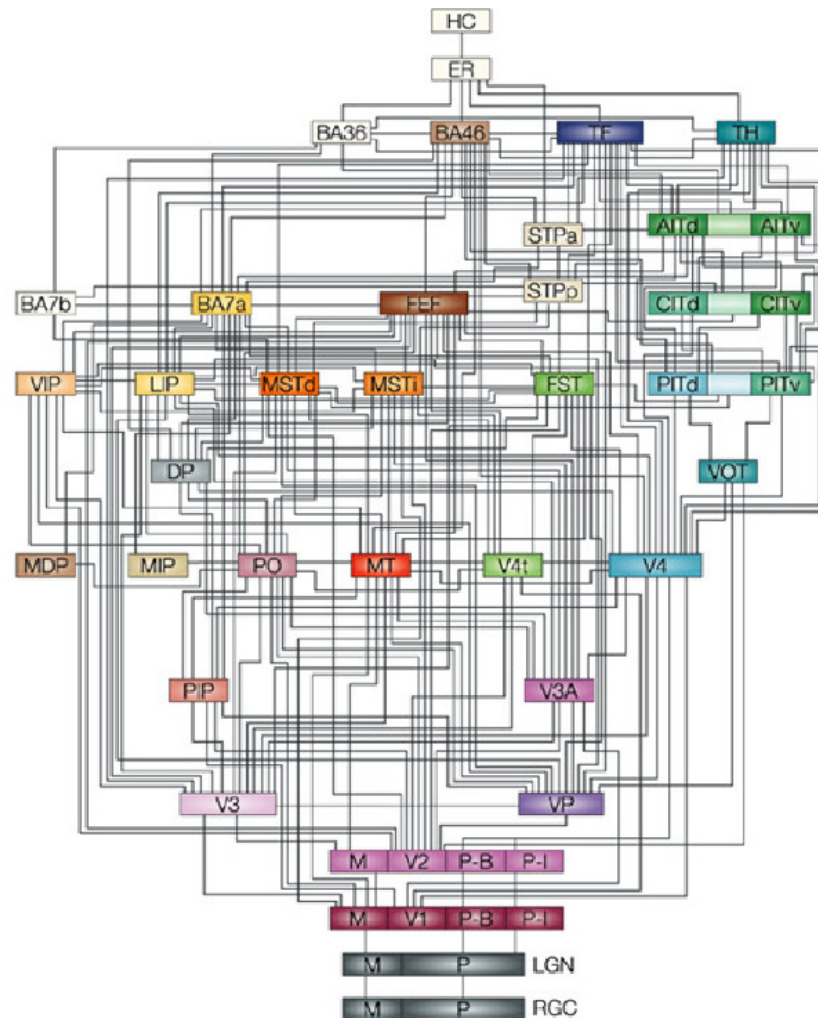 HC
ER
BA36 BA46 TF TH
AITd AITv
STPa
STPp
BA7b BA7a FEF CITd CITv
VIP LIP MSTd MSTi FST PITd PITv
DP VOT
MDP MIP PO MT V4t V4
PIP V3A
V3 VP
M V2 P-B P-I
M V1 P-B P-I
M P LGN
M P RGC